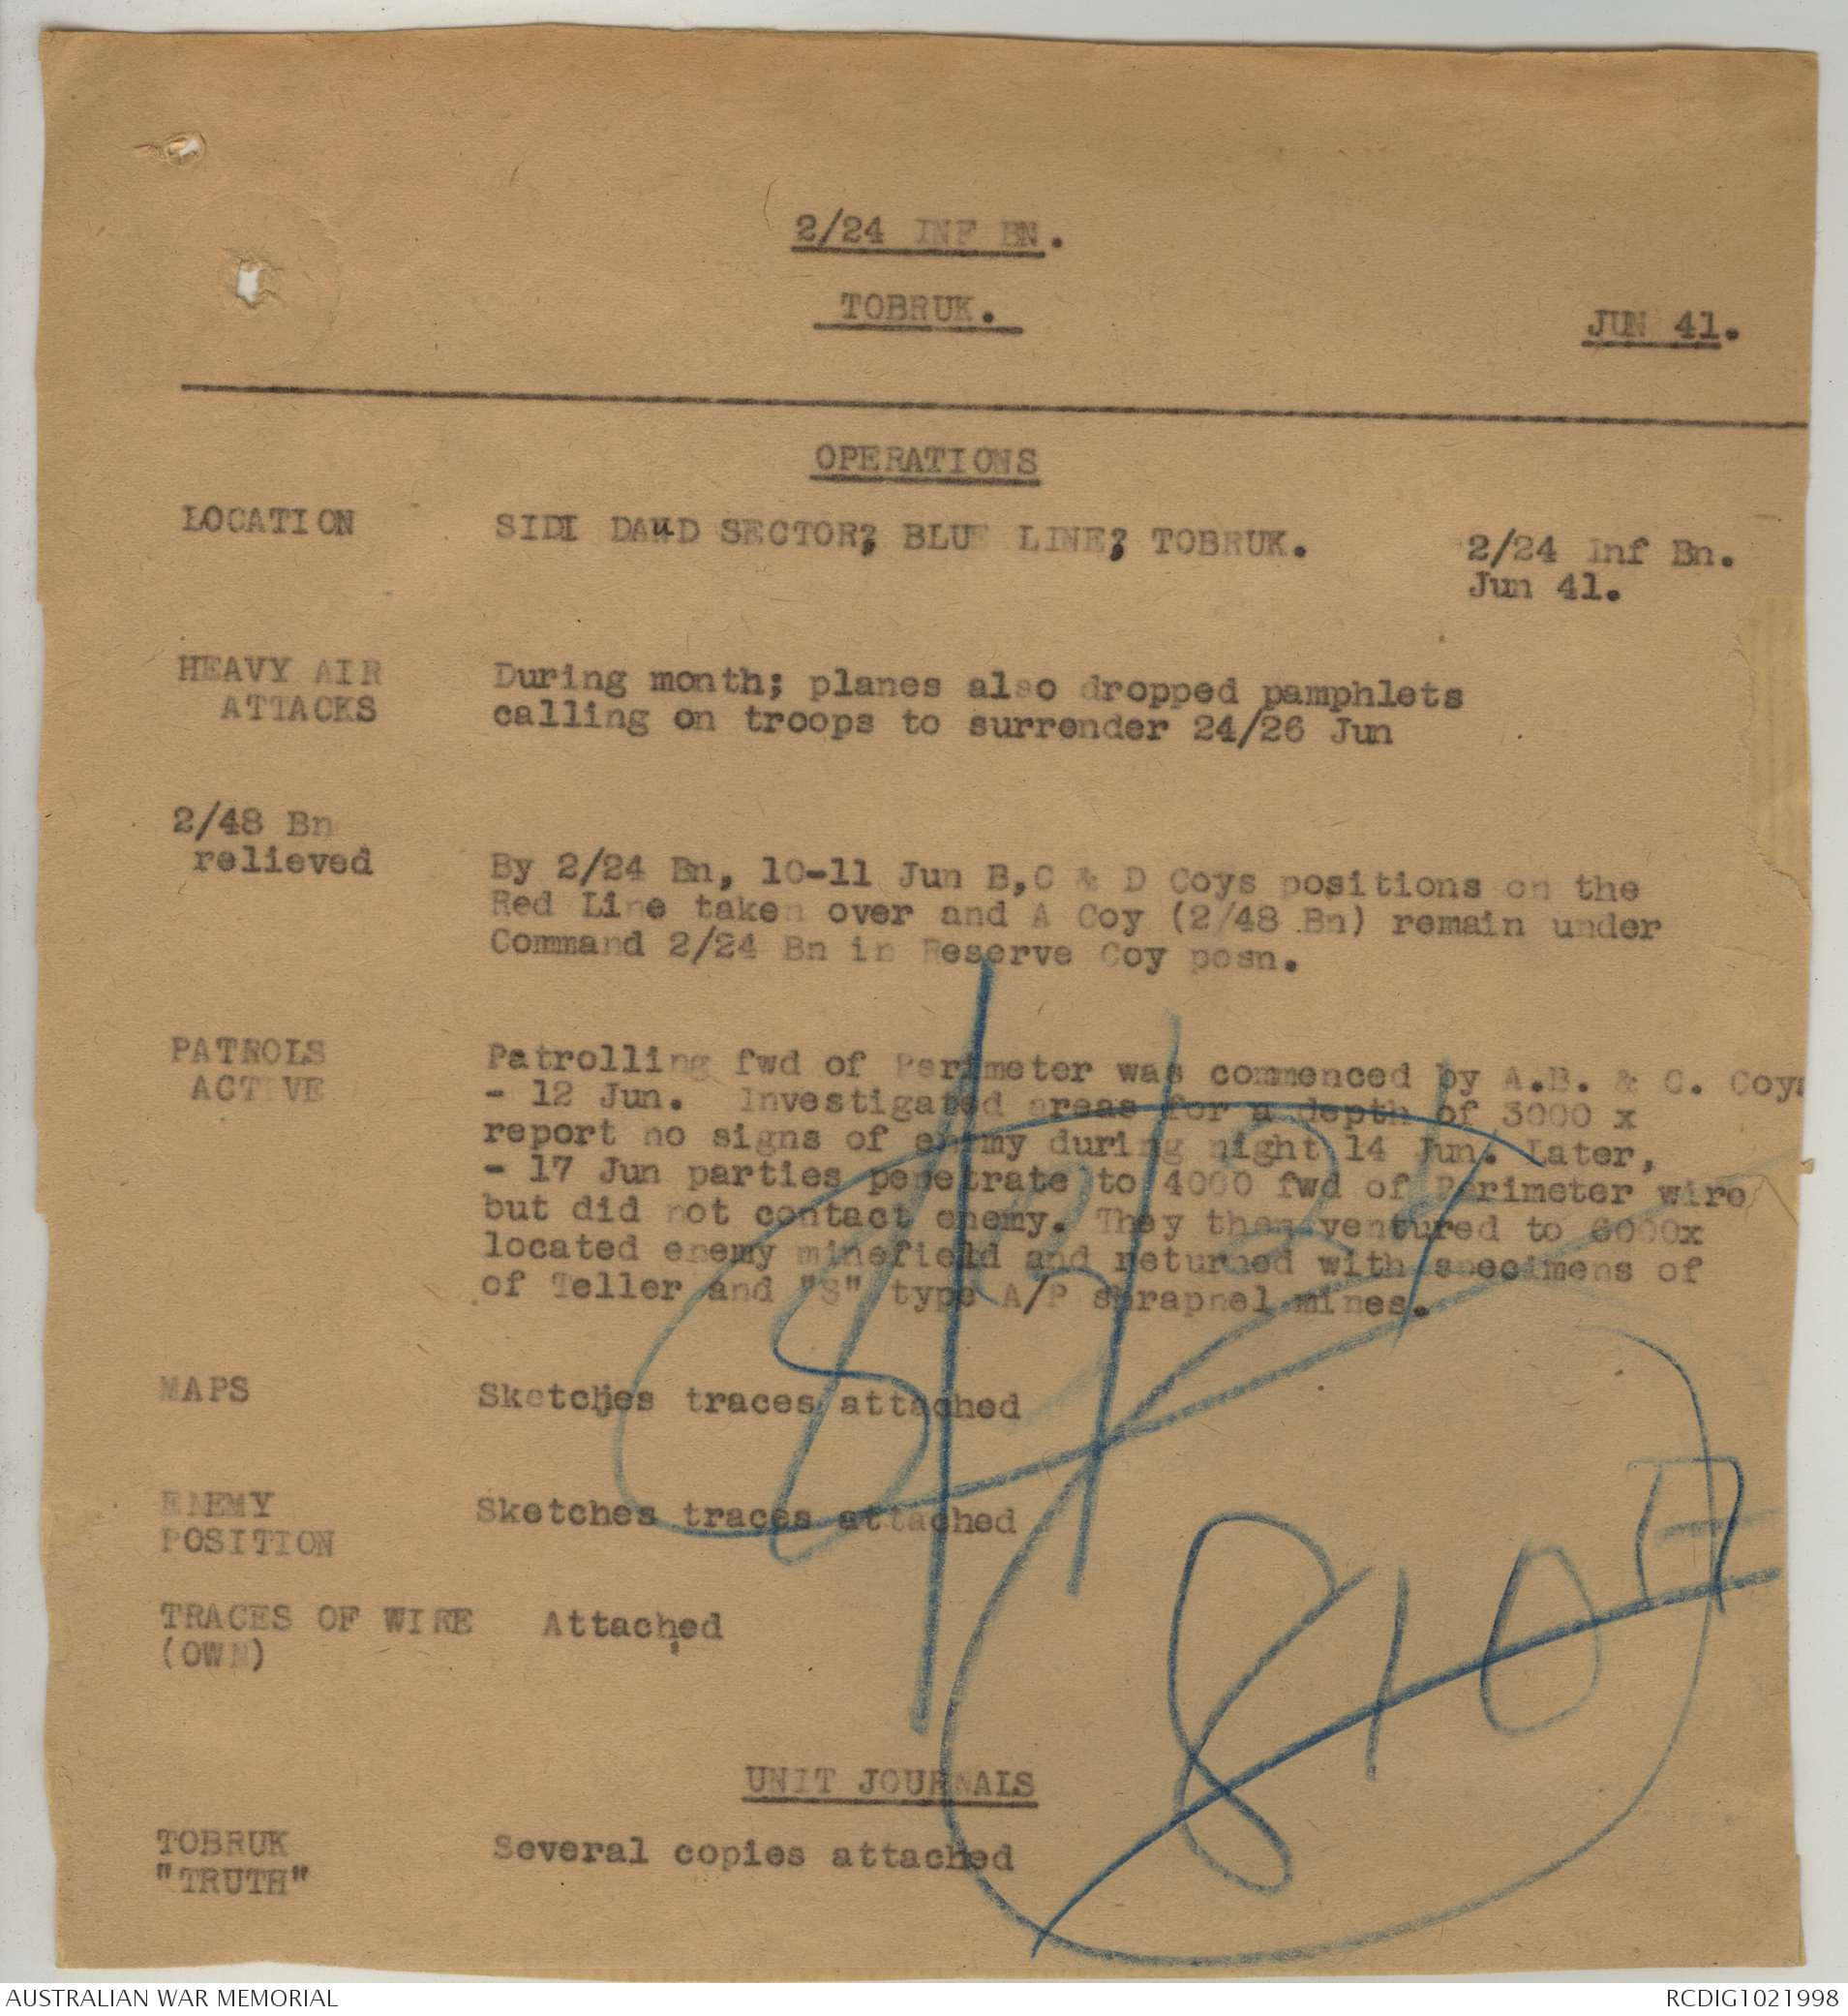 2/24 INF BN.
TOBRUK.
JUN 41.
OPERATIONS
LOCATION SIDI DAuD SECTOR; BLUE LINE; TOBRUK. 2/24 Inf Bn.
Jun 41.
HEAVY AIR During month; planes also dropped pamphlets
ATTACKS calling on troops to surrender 24/26 Jun
2/48 Bn
relieved By 2/24 Bn, 10-11 Jun B,C & D Coys positions on the
Red Line taken over and A Coy (2/48 Bn) remain under
Command 2/24 Bn in Reserve Coy posn.
PATROLS Patrolling fwd of Perimeter was commenced by A.B. & C. Coys
ACTIVE - 12 Jun. Investigated areas for a depth of 3000 x
report no signs of enemy during night 14 Jun. Later,
- 17 Jun parties penetrate to 4000 fwd of Perimeter wire
but did not contact enemy. They then ventured to 6000x
located enemy minefield and returned with specimens of
of Teller and "S" type A/P shrapnel mines.
MAPS Sketches traces attached
ENEMY Sketches traces attached
POSITION
TRACES OF WIRE Attached
(OWN)
UNIT JOURNALS
TOBRUK Several copies attached
"TRUTH"
AUSTRALIAN WAR MEMORIAL RCDIG1021998